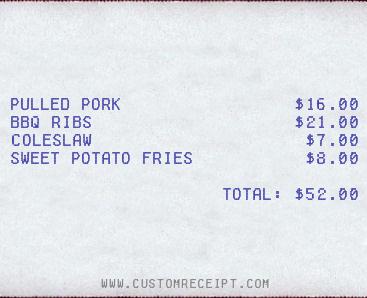 PULLED PORK $16.00
BBQ RIBS $21.00
COLESLAW $7.00
SWEET POTATO FRIES $8.00
TOTAL: $52.00
WWW.CUSTOMRECEIPT.COM